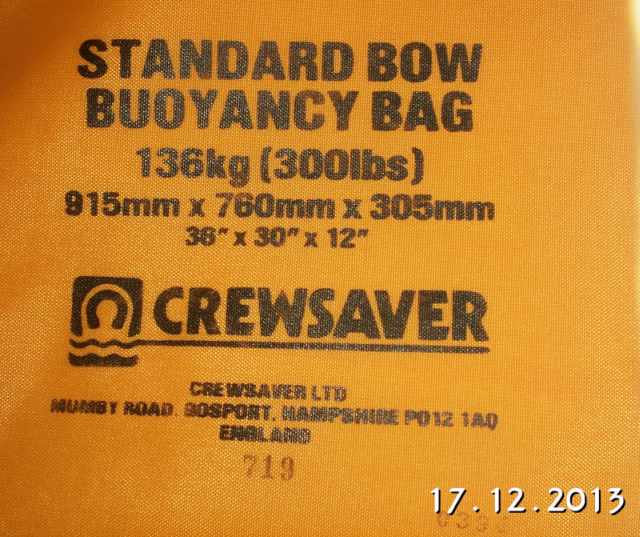 STANDARD BOW
BUOYANCY BAG
136kg (300lbs)
915mm x 760mm x 305mm
36" x 30" x 12"
CREWSAVER
CREWSAVER LTD
MUMBY ROAD. GOSPORT. HAMPSHIRE PO12 1AQ
ENGLAND
719
17.12.2013